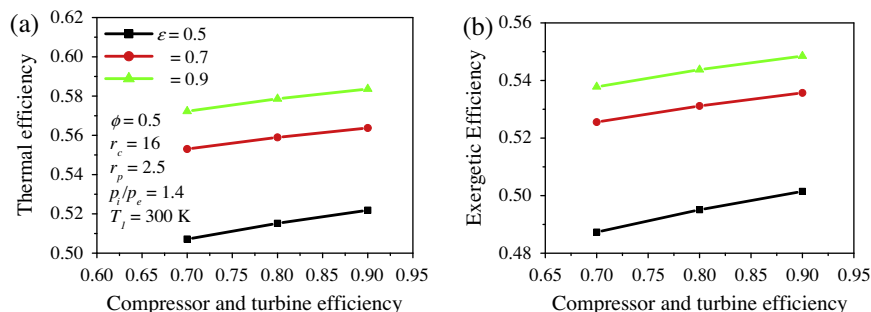 (a)
0.62
0.60
0.58
0.56
0.54
0.52
0.50
Thermal efficiency
ε = 0.5
= 0.7
= 0.9
ϕ = 0.5
r_c = 16
r_p = 2.5
p_i/p_e = 1.4
T_1 = 300 K
0.60 0.65 0.70 0.75 0.80 0.85 0.90 0.95
Compressor and turbine efficiency
(b)
0.56
0.54
0.52
0.50
0.48
Exergetic Efficiency
0.65 0.70 0.75 0.80 0.85 0.90 0.95
Compressor and turbine efficiency